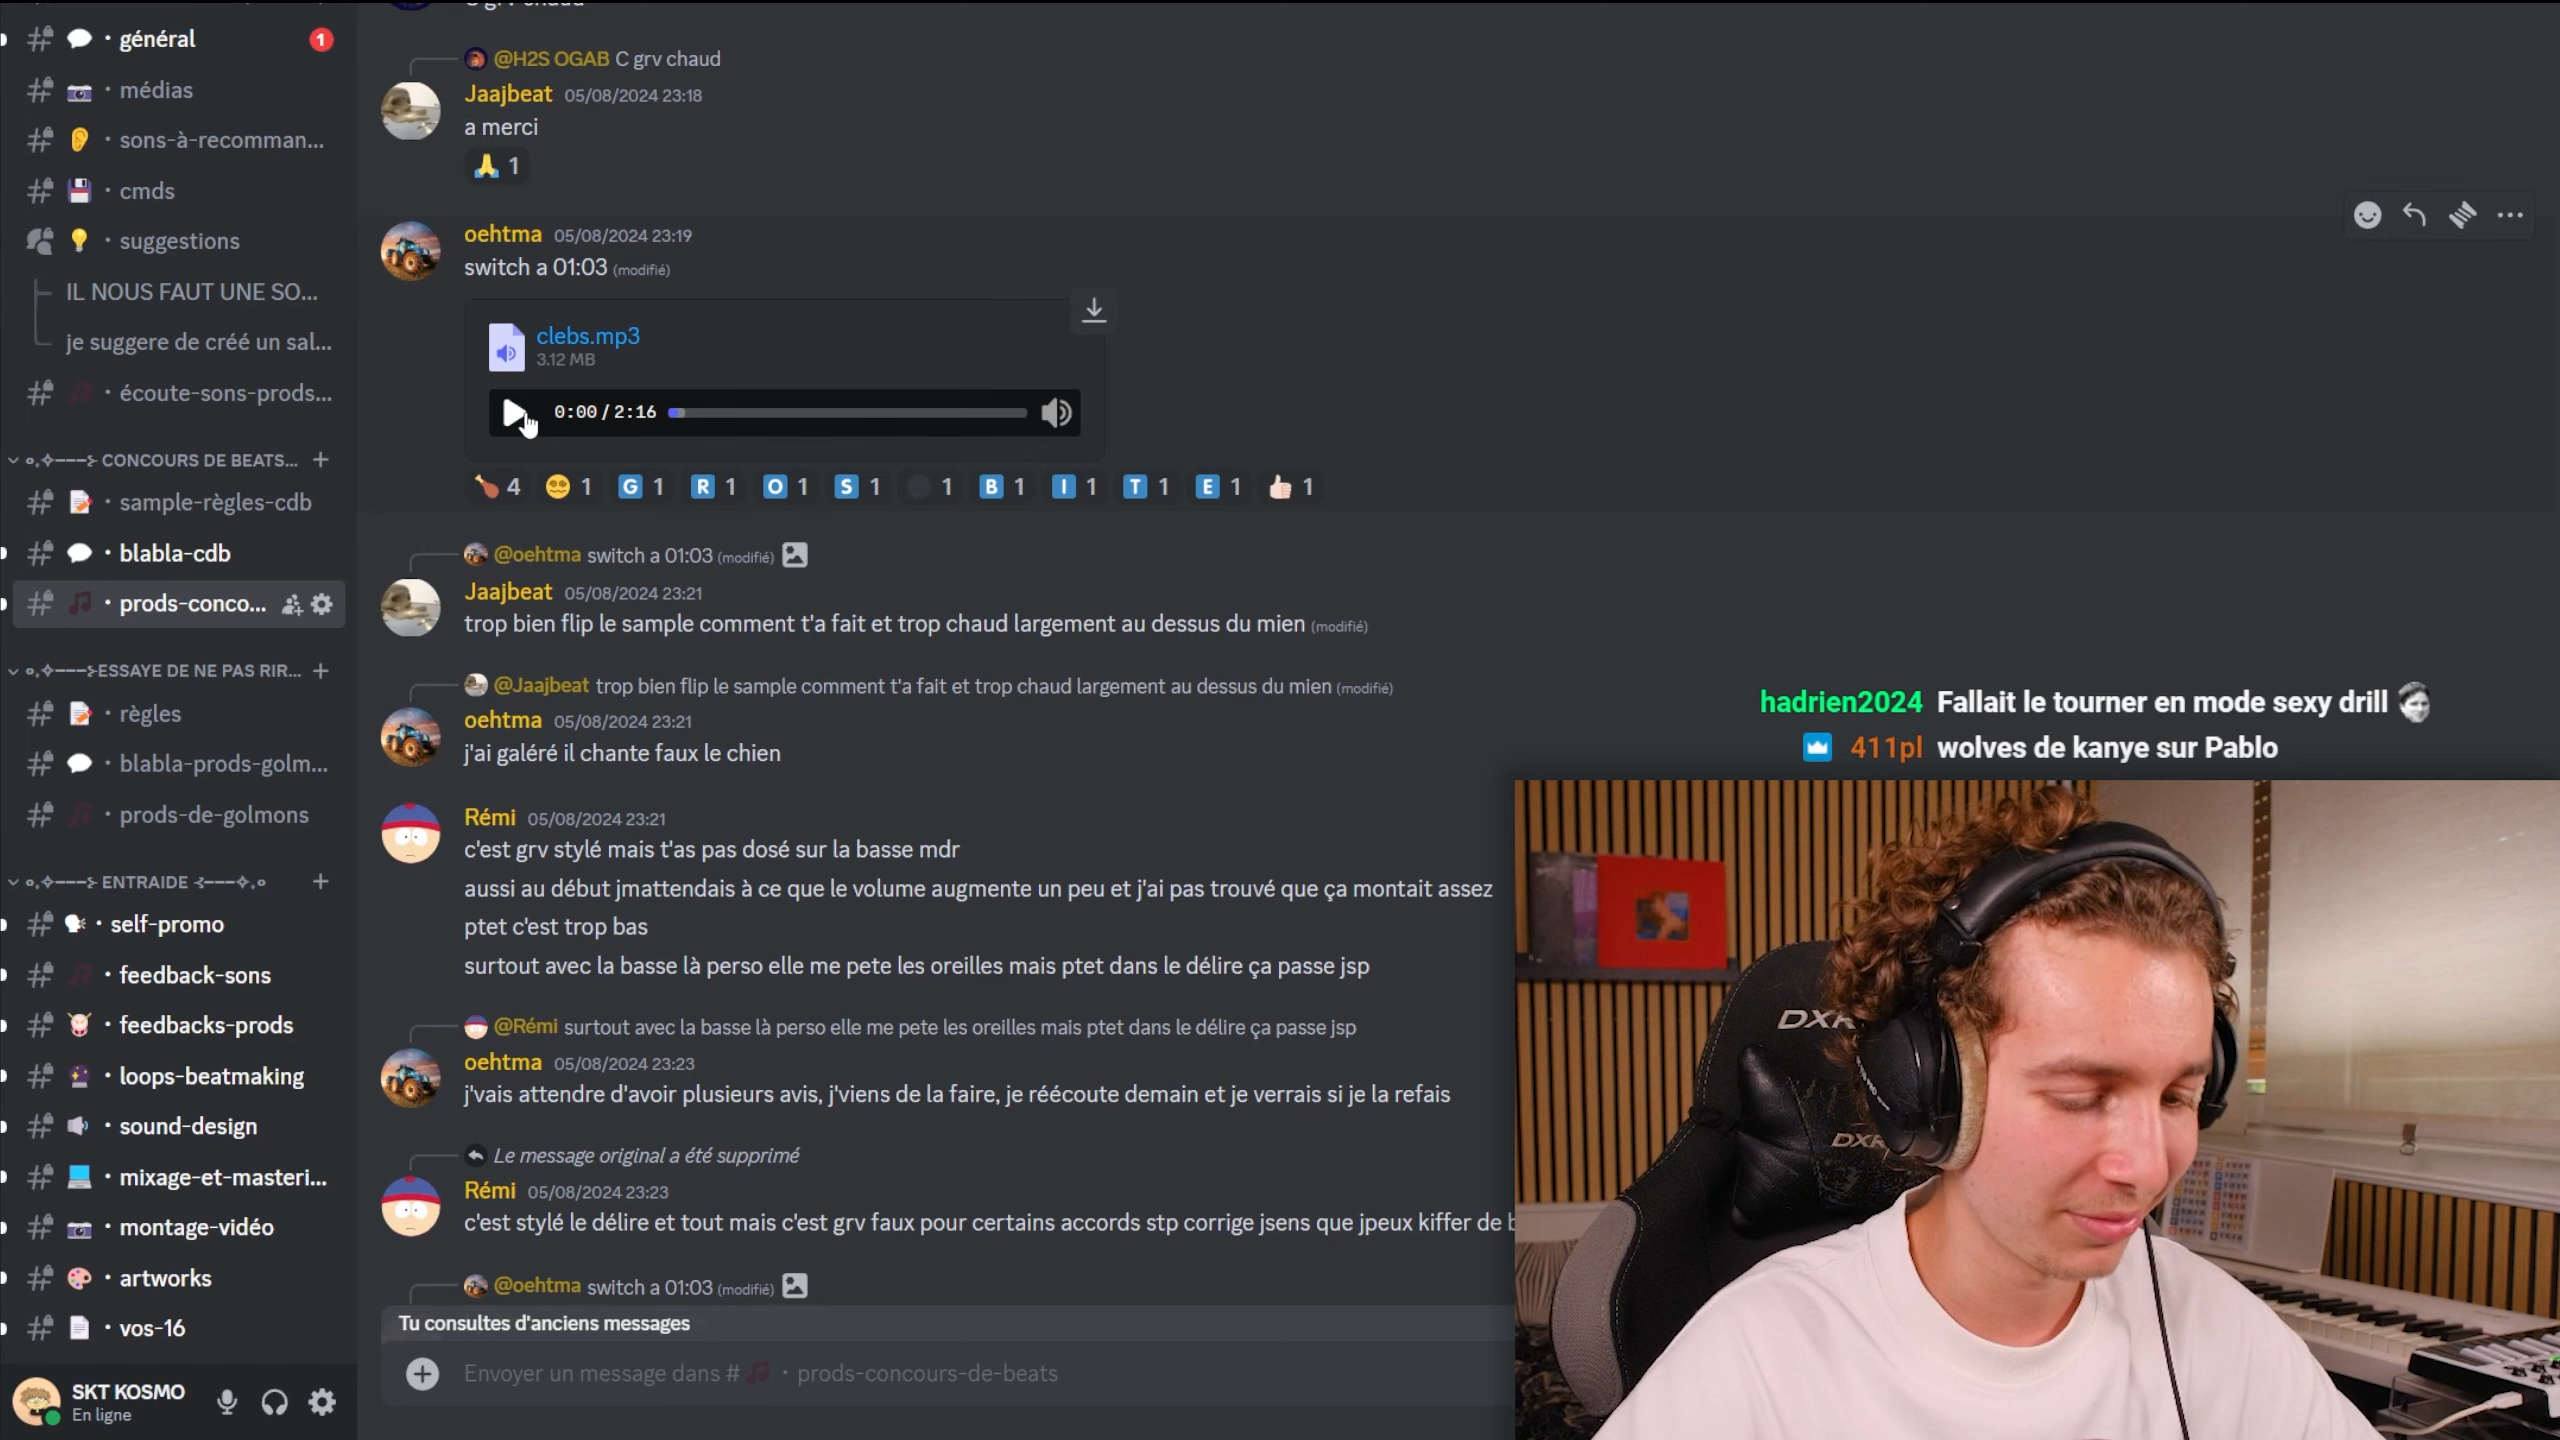 général 1
médias
sons-à-recomman...
cmds
suggestions
IL NOUS FAUT UNE SO...
je suggere de créé un sal...
écoute-sons-prods...
CONCOURS DE BEATS...
sample-règles-cdb
blabla-cdb
prods-conco...
ESSAYE DE NE PAS RIR...
règles
blabla-prods-golm...
prods-de-golmons
ENTRAIDE
self-promo
feedback-sons
feedbacks-prods
loops-beatmaking
sound-design
mixage-et-masteri...
montage-vidéo
artworks
vos-16
SKT KOSMO
En ligne
@H2S OGAB C grv chaud
Jaajbeat 05/08/2024 23:18
a merci
1
oehtma 05/08/2024 23:19
switch a 01:03 (modifié)
clebs.mp3
3.12 MB
0:00 / 2:16
4 1 G 1 R 1 O 1 S 1 1 B 1 I 1 T 1 E 1 1
@oehtma switch a 01:03 (modifié)
Jaajbeat 05/08/2024 23:21
trop bien flip le sample comment t'a fait et trop chaud largement au dessus du mien (modifié)
@Jaajbeat trop bien flip le sample comment t'a fait et trop chaud largement au dessus du mien (modifié)
oehtma 05/08/2024 23:21
j'ai galéré il chante faux le chien
Rémi 05/08/2024 23:21
c'est grv stylé mais t'as pas dosé sur la basse mdr
aussi au début jmattendais à ce que le volume augmente un peu et j'ai pas trouvé que ça montait assez
ptet c'est trop bas
surtout avec la basse là perso elle me pete les oreilles mais ptet dans le délire ça passe jsp
@Rémi surtout avec la basse là perso elle me pete les oreilles mais ptet dans le délire ça passe jsp
oehtma 05/08/2024 23:23
j'vais attendre d'avoir plusieurs avis, j'viens de la faire, je réécoute demain et je verrais si je la refais
Le message original a été supprimé
Rémi 05/08/2024 23:23
c'est stylé le délire et tout mais c'est grv faux pour certains accords stp corrige jsens que jpeux kiffer de
@oehtma switch a 01:03 (modifié)
Tu consultes d'anciens messages
Envoyer un message dans # · prods-concours-de-beats
hadrien2024 Fallait le tourner en mode sexy drill
411pl wolves de kanye sur Pablo
DXR
DXR